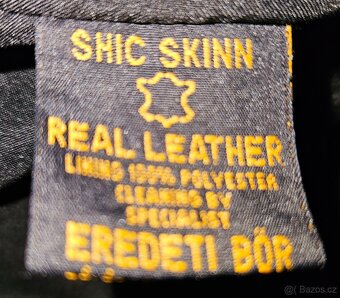 SHIC SKINN
REAL LEATHER
LINING 100% POLYESTER
CLEANING BY
SPECIALIST
EREDETI BŐR
© Bazos.cz